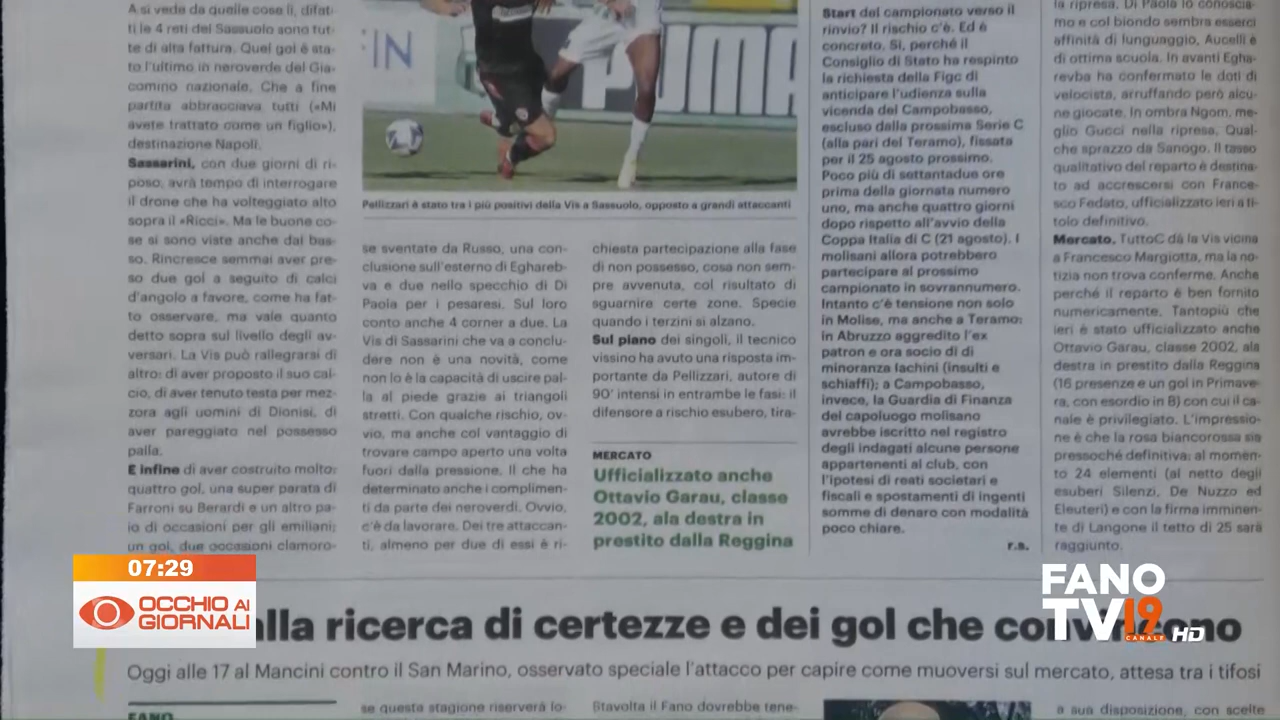 A si vede da quelle cose lì, difat-
ti le 4 reti del Sassuolo sono tut-
te di alta fattura. Quel gol è sta-
to l'ultimo in neroverde del Gia-
comino nazionale. Che a fine
partita abbracciava tutti («Mi
avete trattato come un figlio»),
destinazione Napoli.
Sassarini, con due giorni di ri-
poso, avrà tempo di interrogare
il drone che ha volteggiato alto
sopra il «Ricci». Ma le buone co-
se si sono viste anche dal bas-
so. Rincresce semmai aver pre-
so due gol a seguito di calci
d'angolo a favore, come ha fat-
to osservare, ma vale quanto
detto sopra sul livello degli av-
versari. La Vis può rallegrarsi di
altro: di aver proposto il suo cal-
cio, di aver tenuto testa per mez-
zora agli uomini di Dionisi, di
aver pareggiato nel possesso
palla.
E infine di aver costruito molto:
quattro gol, una super parata di
Farroni su Berardi e un altro pa-
io di occasioni per gli emiliani;
un gol, due occasioni clamoro-
FIN
PUMA
Pellizzari è stato tra i più positivi della Vis a Sassuolo, opposto a grandi attaccanti
se sventate da Russo, una con-
clusione sull'esterno di Eghareb-
va e due nello specchio di Di
Paola per i pesaresi. Sul loro
conto anche 4 corner a due. La
Vis di Sassarini che va a conclu-
dere non è una novità, come
non lo è la capacità di uscire pal-
la al piede grazie ai triangoli
stretti. Con qualche rischio, ov-
vio, ma anche col vantaggio di
trovare campo aperto una volta
fuori dalla pressione. Il che ha
determinato anche i complimen-
ti da parte dei neroverdi. Ovvio,
c'è da lavorare. Dei tre attaccan-
ti, almeno per due di essi è ri-
chiesta partecipazione alla fase
di non possesso, cosa non sem-
pre avvenuta, col risultato di
sguarnire certe zone. Specie
quando i terzini si alzano.
Sul piano dei singoli, il tecnico
vissino ha avuto una risposta im-
portante da Pellizzari, autore di
90' intensi in entrambe le fasi: il
difensore a rischio esubero, tira-
MERCATO
Ufficializzato anche
Ottavio Garau, classe
2002, ala destra in
prestito dalla Reggina
Start del campionato verso il
rinvio? Il rischio c'è. Ed è
concreto. Sì, perché il
Consiglio di Stato ha respinto
la richiesta della Figc di
anticipare l'udienza sulla
vicenda del Campobasso,
escluso dalla prossima Serie C
(alla pari del Teramo), fissata
per il 25 agosto prossimo.
Poco più di settantadue ore
prima della giornata numero
uno, ma anche quattro giorni
dopo rispetto all'avvio della
Coppa Italia di C (21 agosto). I
molisani allora potrebbero
partecipare al prossimo
campionato in sovrannumero.
Intanto c'è tensione non solo
in Molise, ma anche a Teramo:
in Abruzzo aggredito l'ex
patron e ora socio di di
minoranza Iachini (insulti e
schiaffi); a Campobasso,
invece, la Guardia di Finanza
del capoluogo molisano
avrebbe iscritto nel registro
degli indagati alcune persone
appartenenti al club, con
l'ipotesi di reati societari e
fiscali e spostamenti di ingenti
somme di denaro con modalità
poco chiare.
r.s.
la ripresa. Di Paola lo conoscia-
mo e col biondo sembra esserci
affinità di lunguaggio, Aucelli è
di ottima scuola. In avanti Egha-
revba ha confermato le doti di
velocista, arruffando però alcu-
ne giocate. In ombra Ngom, me-
glio Gucci nella ripresa. Qual-
che sprazzo da Sanogo. Il tasso
qualitativo del reparto è destina-
to ad accrescersi con France-
sco Fedato, ufficializzato ieri a ti-
tolo definitivo.
Mercato. TuttoC dà la Vis vicina
a Francesco Margiotta, ma la no-
tizia non trova conferme. Anche
perché il reparto è ben fornito
numericamente. Tantopiù che
ieri è stato ufficializzato anche
Ottavio Garau, classe 2002, ala
destra in prestito dalla Reggina
(16 presenze e un gol in Primave-
ra, con esordio in B) con cui il ca-
nale è privilegiato. L'impressio-
ne è che la rosa biancorossa sia
pressoché definitiva: al momen-
to 24 elementi (al netto degli
esuberi Silenzi, De Nuzzo ed
Eleuteri) e con la firma imminen-
te di Langone il tetto di 25 sarà
raggiunto.
07:29
OCCHIO AI
GIORNALI
FANO
TV19
CANALE
HD
alla ricerca di certezze e dei gol che convincono
Oggi alle 17 al Mancini contro il San Marino, osservato speciale l'attacco per capire come muoversi sul mercato, attesa tra i tifosi
FANO
se questa stagione riserverà lo-
Stavolta il Fano dovrebbe tene-
a sua disposizione, con scelte